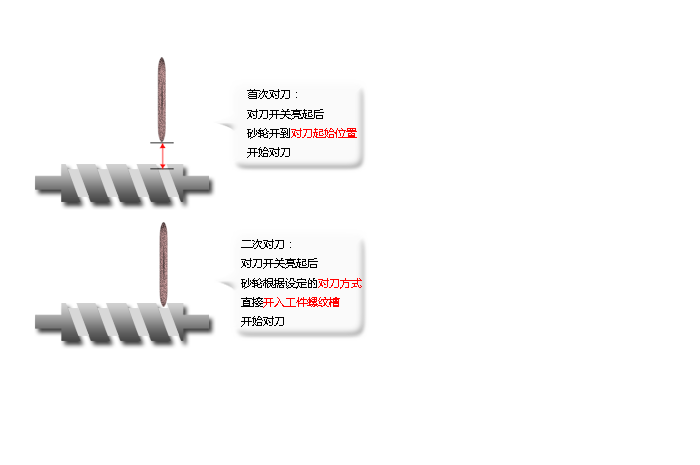 首次对刀：
对刀开关亮起后
砂轮开到对刀起始位置
开始对刀
二次对刀：
对刀开关亮起后
砂轮根据设定的对刀方式
直接开入工件螺纹槽
开始对刀